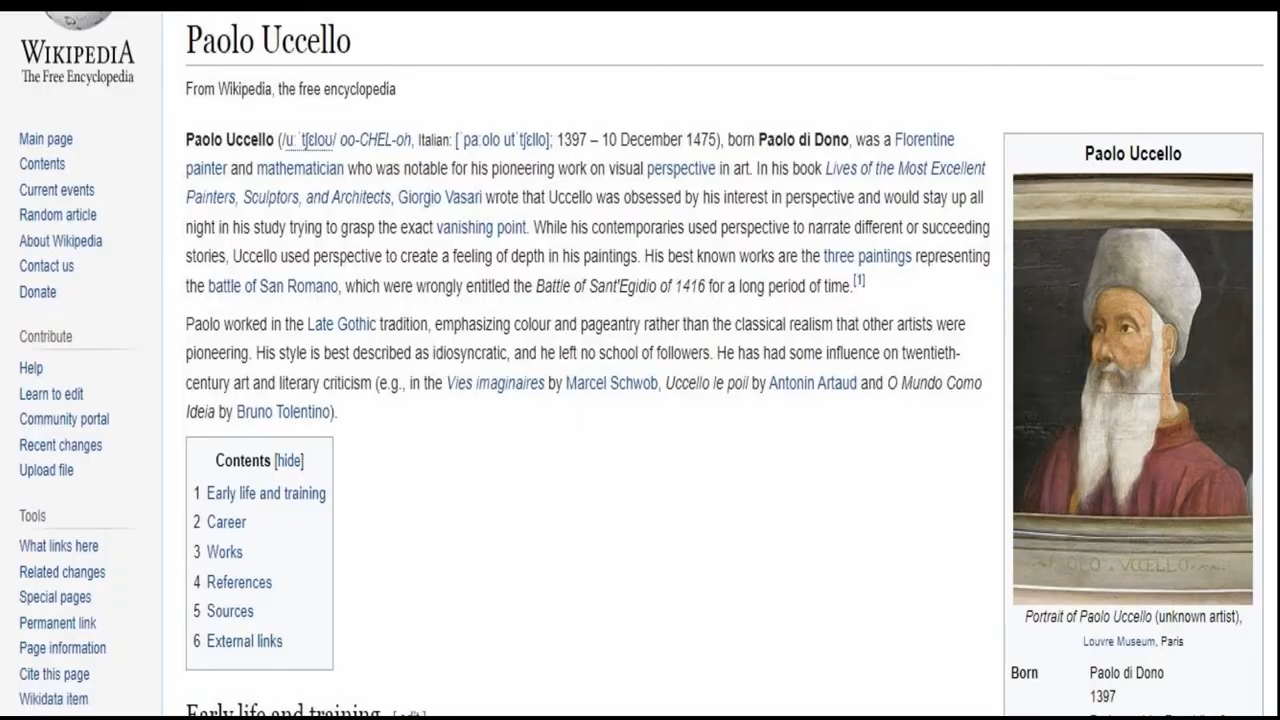 WIKIPEDIA
The Free Encyclopedia
Main page
Contents
Current events
Random article
About Wikipedia
Contact us
Donate
Contribute
Help
Learn to edit
Community portal
Recent changes
Upload file
Tools
What links here
Related changes
Special pages
Permanent link
Page information
Cite this page
Wikidata item
Paolo Uccello
From Wikipedia, the free encyclopedia
Paolo Uccello (/uːˈtʃɛloʊ/ oo-CHEL-oh, Italian: [ˈpaːolo utˈtʃɛllo]; 1397 – 10 December 1475), born Paolo di Dono, was a Florentine
painter and mathematician who was notable for his pioneering work on visual perspective in art. In his book Lives of the Most Excellent
Painters, Sculptors, and Architects, Giorgio Vasari wrote that Uccello was obsessed by his interest in perspective and would stay up all
night in his study trying to grasp the exact vanishing point. While his contemporaries used perspective to narrate different or succeeding
stories, Uccello used perspective to create a feeling of depth in his paintings. His best known works are the three paintings representing
the battle of San Romano, which were wrongly entitled the Battle of Sant'Egidio of 1416 for a long period of time.[1]
Paolo worked in the Late Gothic tradition, emphasizing colour and pageantry rather than the classical realism that other artists were
pioneering. His style is best described as idiosyncratic, and he left no school of followers. He has had some influence on twentieth-
century art and literary criticism (e.g., in the Vies imaginaires by Marcel Schwob, Uccello le poil by Antonin Artaud and O Mundo Como
Ideia by Bruno Tolentino).
Contents [hide]
1 Early life and training
2 Career
3 Works
4 References
5 Sources
6 External links
Early life and training [edit]
Paolo Uccello
VCCELLO
Portrait of Paolo Uccello (unknown artist),
Louvre Museum, Paris
Born Paolo di Dono
1397